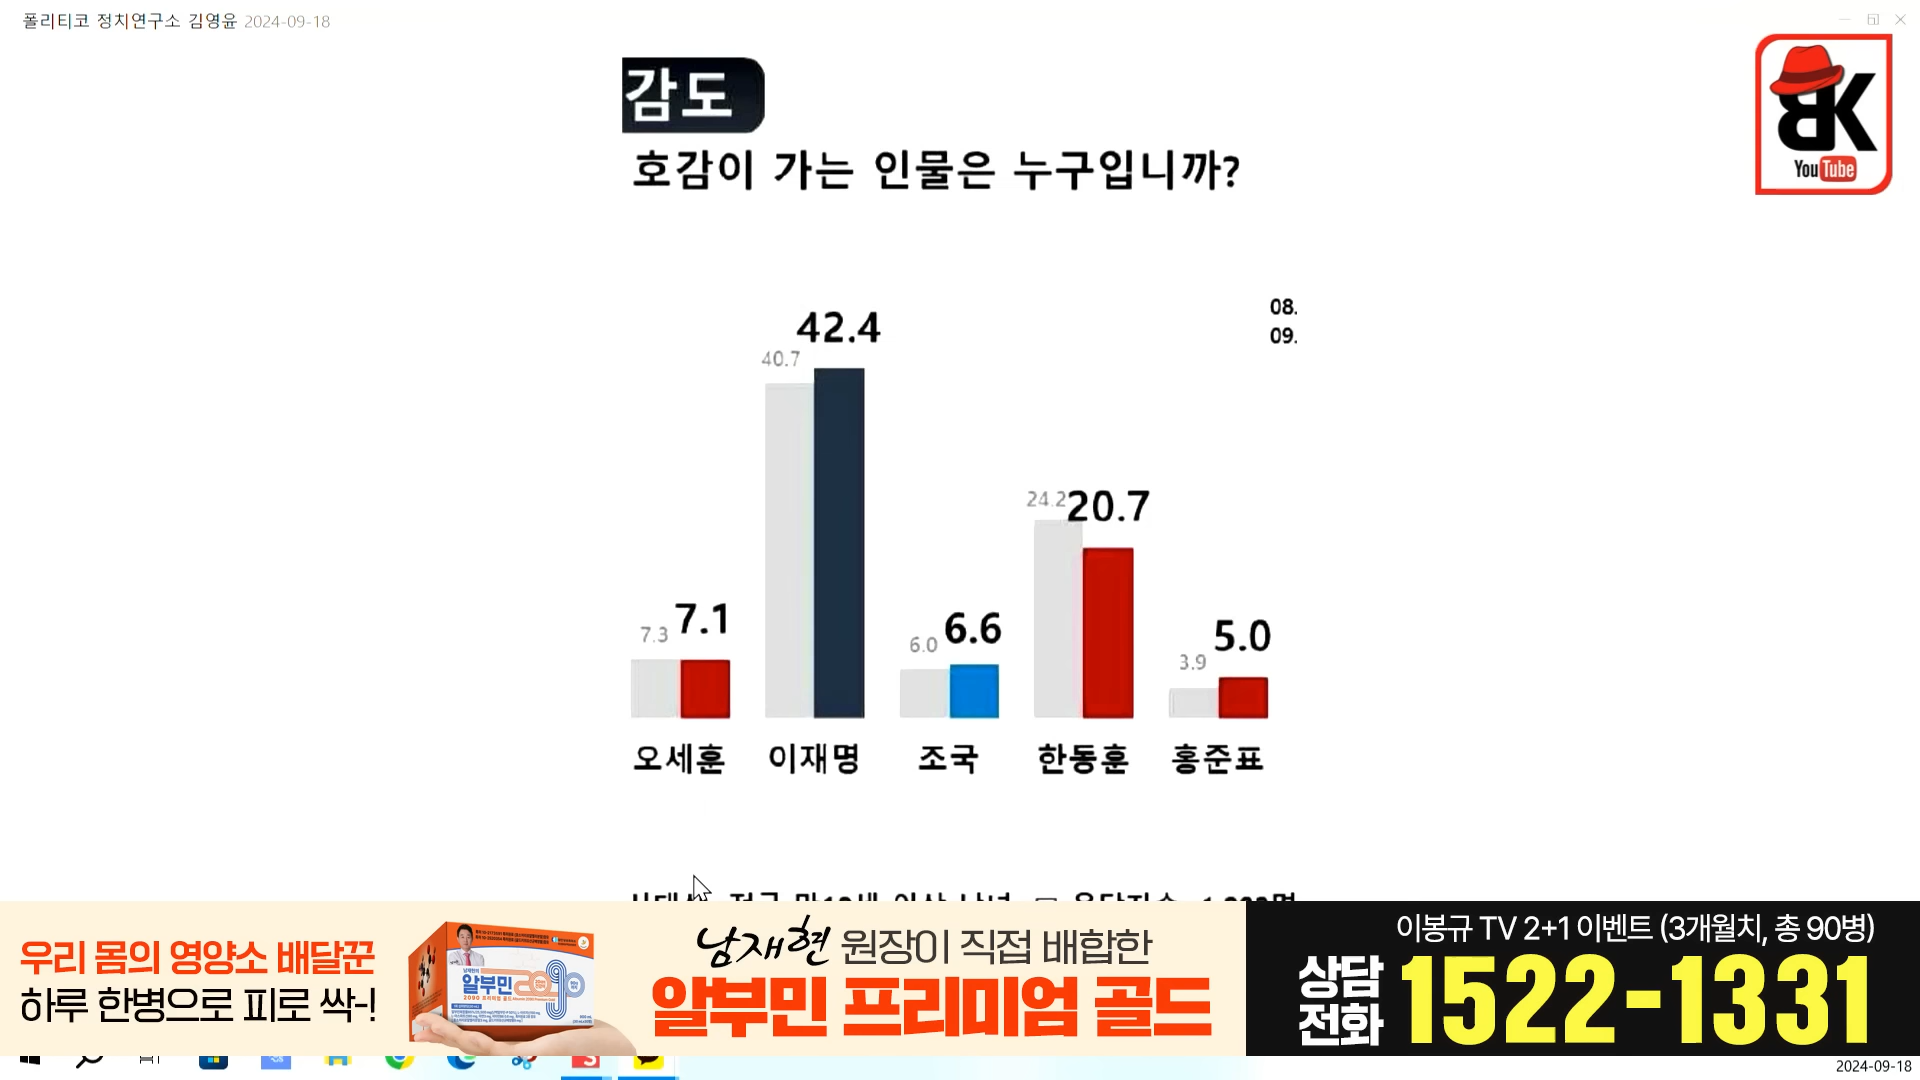 폴리티코 정치연구소 김영윤 2024-09-18
감도
호감이 가는 인물은 누구입니까?
BK
YouTube
08.
09.
7.3 7.1
40.7 42.4
6.0 6.6
24.2 20.7
3.9 5.0
오세훈 이재명 조국 한동훈 홍준표
우리 몸의 영양소 배달꾼
하루 한병으로 피로 싹-!
알부민
남재현 원장이 직접 배합한
알부민 프리미엄 골드
이봉규 TV 2+1 이벤트 (3개월치, 총 90병)
상담전화 1522-1331
2024-09-18